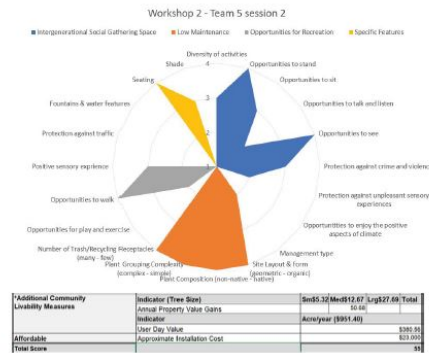 Workshop 2 - Team 5 session 2
Intergenerational Social Gathering Space
Low Maintenance
Opportunities for Recreation
Specific Features
Diversity of activities
Opportunities to stand
Opportunities to sit
Opportunities to talk and listen
Opportunities to see
Protection against crime and violence
Protection against unpleasant sensory
experiences
Opportunities to enjoy the positive
aspects of climate
Management type
Site Layout & Form
(geometric - organic)
Plant Composition (non-native - native)
Plant Grouping Complexity
(complex - simple)
Number of Trash/Recycling Receptacles
(many - few)
Opportunities for play and exercise
Opportunities to walk
Positive sensory exprience
Protection against traffic
Fountains & water features
Seating
Shade
4
3
2
1
*Additional Community
Livability Measures
Indicator (Tree Size) Sm$5.32 Med$12.67 Lrg$27.69 Total
Annual Property Value Gains
Indicator Acre/year ($951.40)
User Day Value $380.56
Affordable Approximate Installation Cost $23,000
Total Score